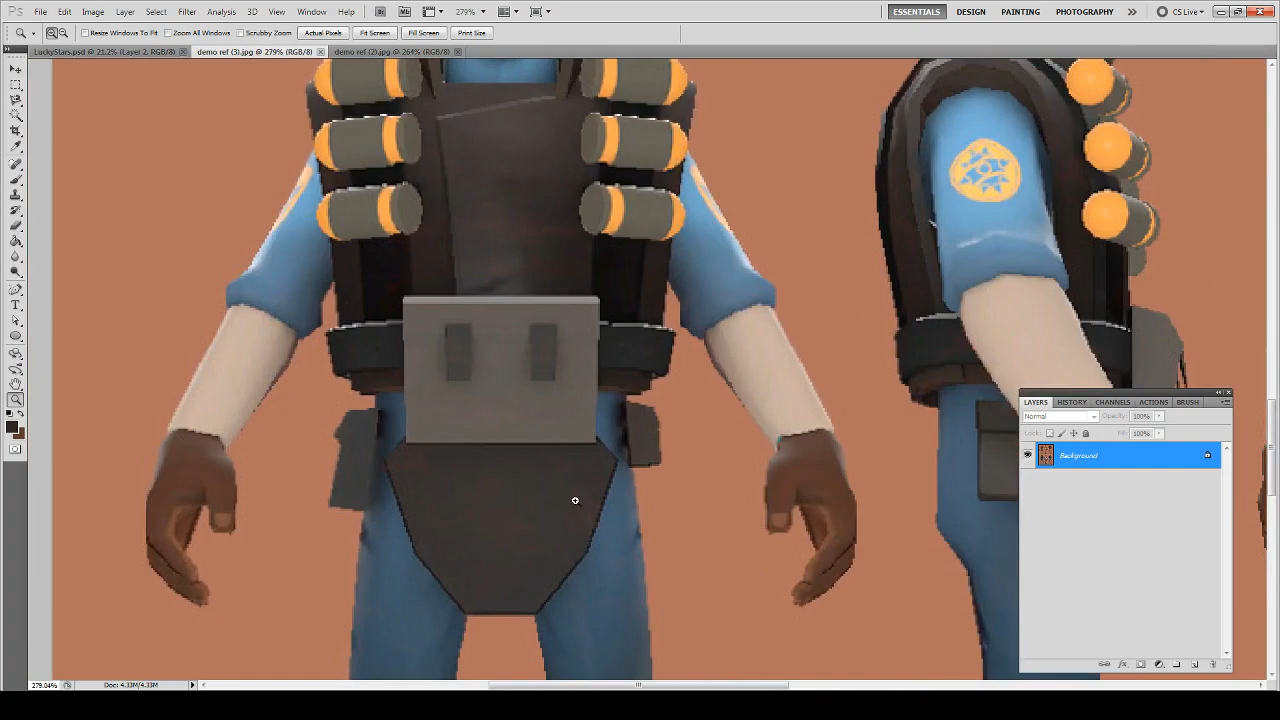 Ps File Edit Image Layer Select Filter Analysis 3D View Window Help Br Mb 279% ESSENTIALS DESIGN PAINTING PHOTOGRAPHY CS Live
Resize Windows To Fit Zoom All Windows Scrubby Zoom Actual Pixels Fit Screen Fill Screen Print Size
LuckyStars.psd @ 21.2% (Layer 2, RGB/8) demo ref (3).jpg @ 279% (RGB/8) demo ref (2).jpg @ 264% (RGB/8)
LAYERS HISTORY CHANNELS ACTIONS BRUSH
Normal Opacity: 100%
Lock: Fill: 100%
Background
279.04% Doc: 4.33M/4.33M